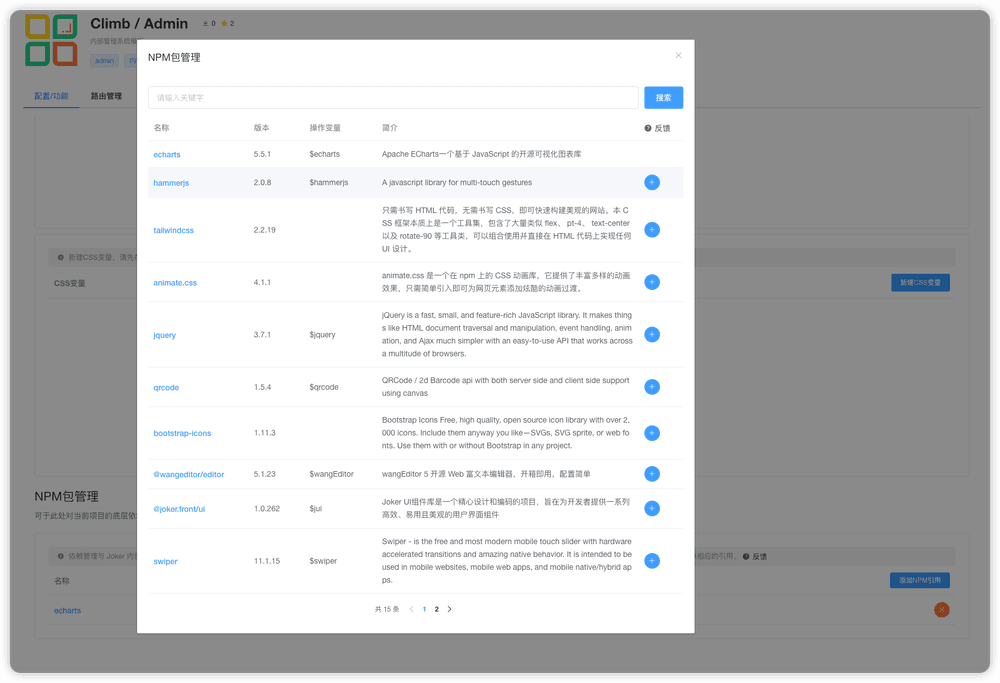 Climb / Admin 0 2
内部管理系统模
admin 内
配置/功能 路由管理
NPM包管理
请输入关键字 搜索
名称 版本 操作变量 简介 反馈
echarts 5.5.1 $echarts Apache ECharts一个基于 JavaScript 的开源可视化图表库
hammerjs 2.0.8 $hammerjs A javascript library for multi-touch gestures
tailwindcss 2.2.19
只需书写 HTML 代码，无需书写 CSS，即可快速构建美观的网站。本 C
SS 框架本质上是一个工具集，包含了大量类似 flex、 pt-4、 text-center
以及 rotate-90 等工具类，可以组合使用并直接在 HTML 代码上实现任何
UI 设计。
animate.css 4.1.1
animate.css 是一个在 npm 上的 CSS 动画库，它提供了丰富多样的动画
效果，只需简单引入即可为网页元素添加炫酷的动画过渡。
jquery 3.7.1 $jquery
jQuery is a fast, small, and feature-rich JavaScript library. It makes thing
s like HTML document traversal and manipulation, event handling, anim
ation, and Ajax much simpler with an easy-to-use API that works across
a multitude of browsers.
qrcode 1.5.4 $qrcode
QRCode / 2d Barcode api with both server side and client side support
using canvas
bootstrap-icons 1.11.3
Bootstrap Icons Free, high quality, open source icon library with over 2,
000 icons. Include them anyway you like—SVGs, SVG sprite, or web fo
nts. Use them with or without Bootstrap in any project.
@wangeditor/editor 5.1.23 $wangEditor wangEditor 5 开源 Web 富文本编辑器，开箱即用，配置简单
@joker.front/ui 1.0.262 $jui
Joker UI组件库是一个精心设计和编码的项目，旨在为开发者提供一系列
高效、易用且美观的用户界面组件
swiper 11.1.15 $swiper
Swiper - is the free and most modern mobile touch slider with hardware
accelerated transitions and amazing native behavior. It is intended to be
used in mobile websites, mobile web apps, and mobile native/hybrid ap
ps.
共 15 条 1 2
新建CSS变量，请先在
CSS变量 新建CSS变量
NPM包管理
可于此处对当前项目的底层依
依赖管理与 Joker 内 相应的引用。 反馈
名称 添加NPM引用
echarts